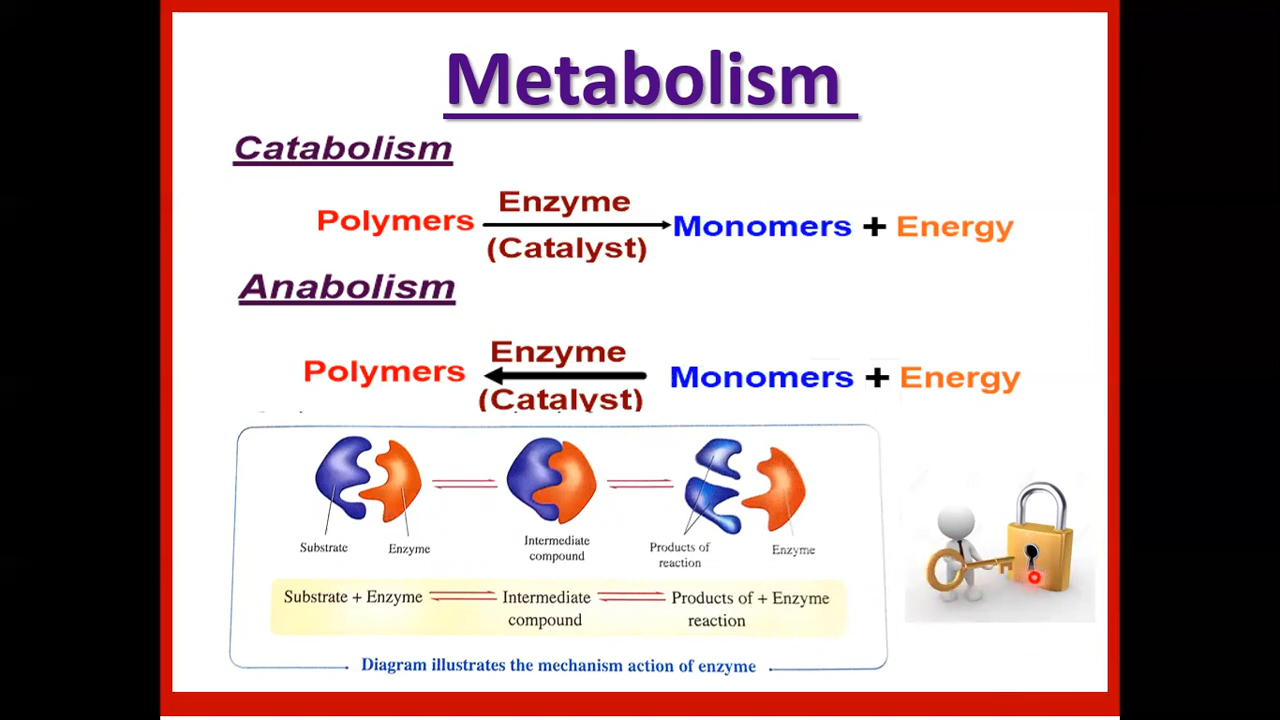 Metabolism
Catabolism
Enzyme
Polymers
Monomers + Energy
(Catalyst)
Anabolism
Enzyme
Polymers
Monomers + Energy
(Catalyst)
Substrate
Enzyme
Intermediate
compound
Products of
reaction
Enzyme
Substrate + Enzyme
Intermediate
compound
Products of + Enzyme
reaction
Diagram illustrates the mechanism action of enzyme